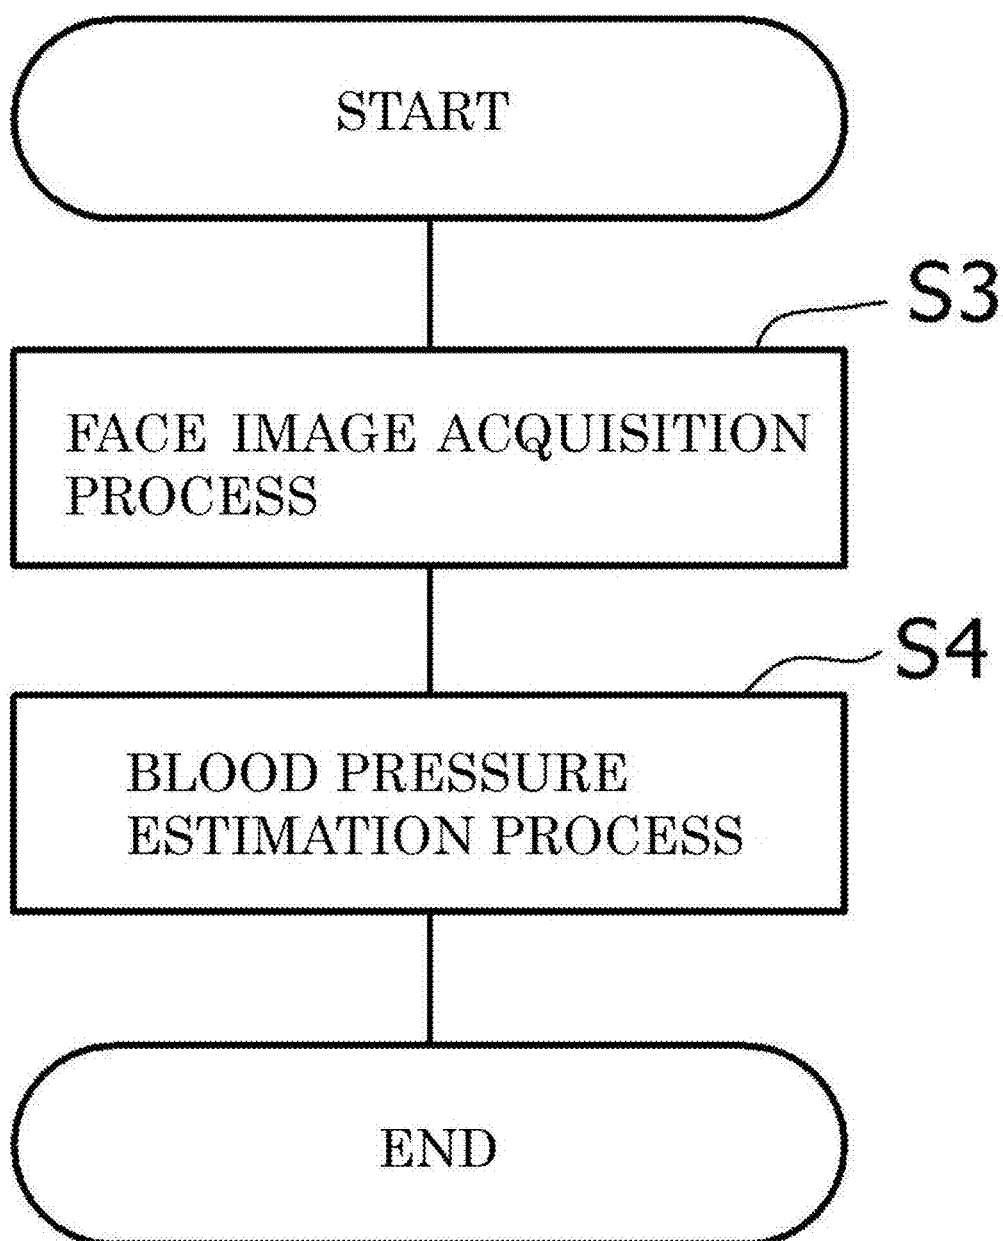 START
S3
FACE IMAGE ACQUISITION
PROCESS
S4
BLOOD PRESSURE
ESTIMATION PROCESS
END